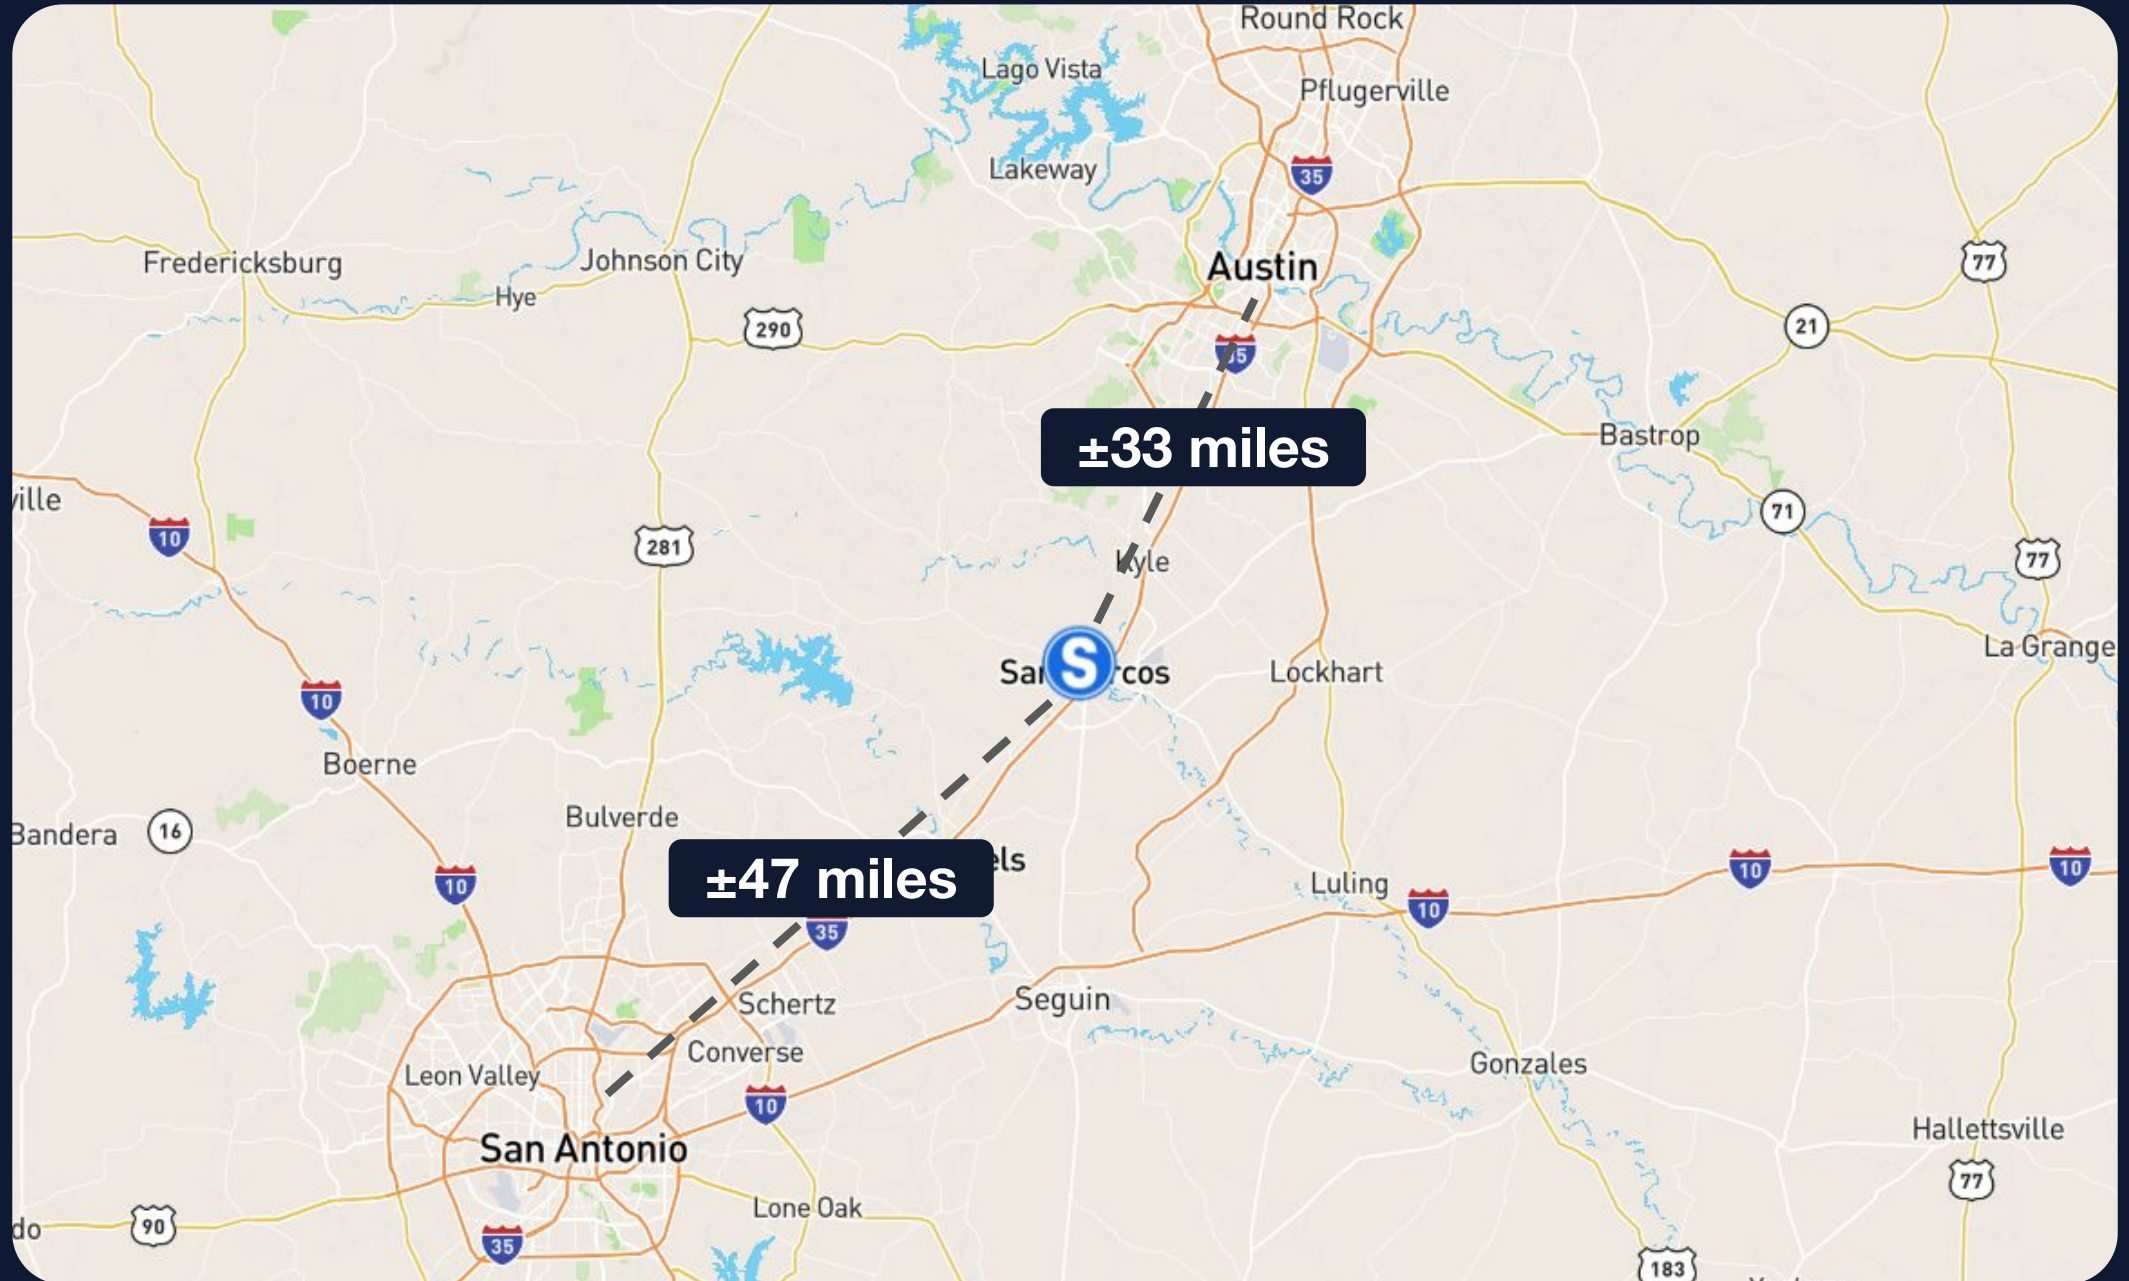 Round Rock
Lago Vista
Pflugerville
Lakeway
35
Fredericksburg
Johnson City
Austin
77
Hye
290
21
35
±33 miles
Bastrop
ville
71
10
281
Kyle
77
La Grange
San
S
rcos
Lockhart
10
Boerne
Bulverde
Bandera
16
±47 miles
els
10
Luling
10
10
10
35
Schertz
Seguin
Converse
Leon Valley
Gonzales
10
San Antonio
Hallettsville
77
Lone Oak
do
90
35
183